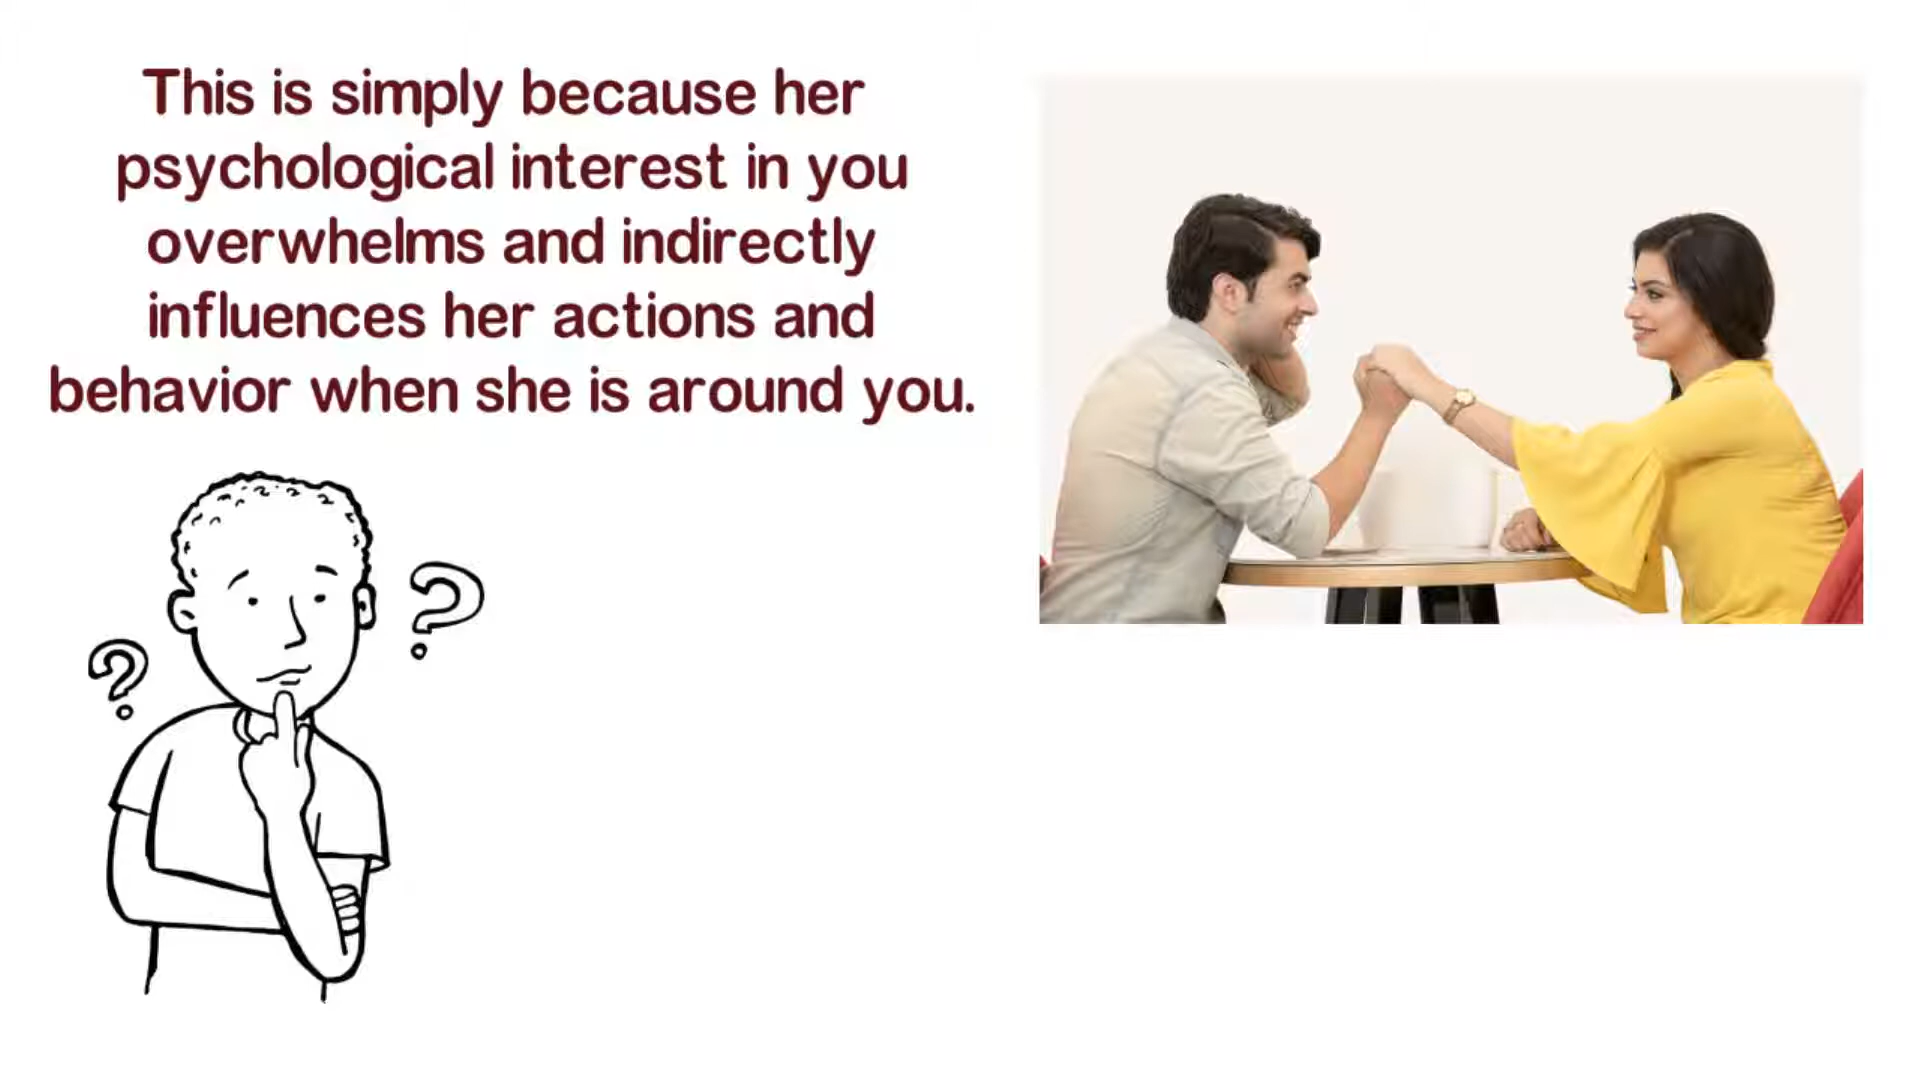 This is simply because her
psychological interest in you
overwhelms and indirectly
influences her actions and
behavior when she is around you.
? ?